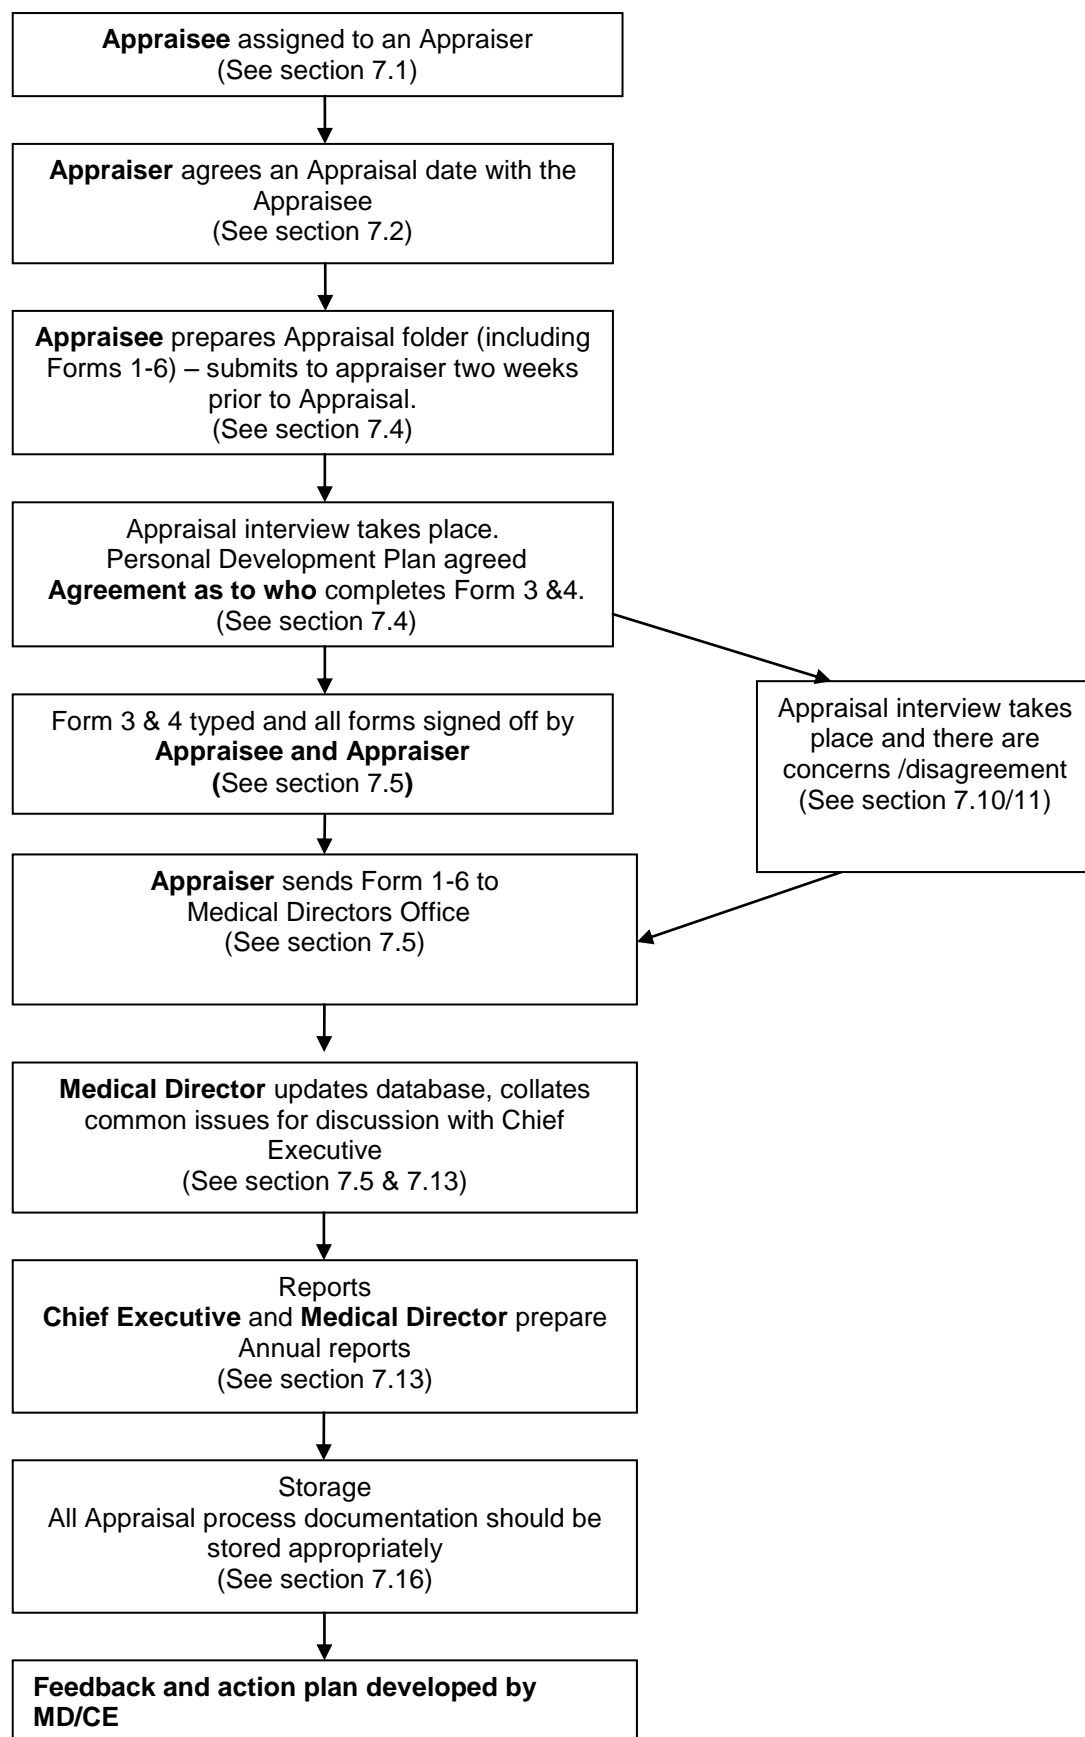 Appraisee assigned to an Appraiser
(See section 7.1)
Appraiser agrees an Appraisal date with the
Appraisee
(See section 7.2)
Appraisee prepares Appraisal folder (including
Forms 1-6) – submits to appraiser two weeks
prior to Appraisal.
(See section 7.4)
Appraisal interview takes place.
Personal Development Plan agreed
Agreement as to who completes Form 3 &4.
(See section 7.4)
Form 3 & 4 typed and all forms signed off by
Appraisee and Appraiser
(See section 7.5)
Appraisal interview takes
place and there are
concerns /disagreement
(See section 7.10/11)
Appraiser sends Form 1-6 to
Medical Directors Office
(See section 7.5)
Medical Director updates database, collates
common issues for discussion with Chief
Executive
(See section 7.5 & 7.13)
Reports
Chief Executive and Medical Director prepare
Annual reports
(See section 7.13)
Storage
All Appraisal process documentation should be
stored appropriately
(See section 7.16)
Feedback and action plan developed by
MD/CE